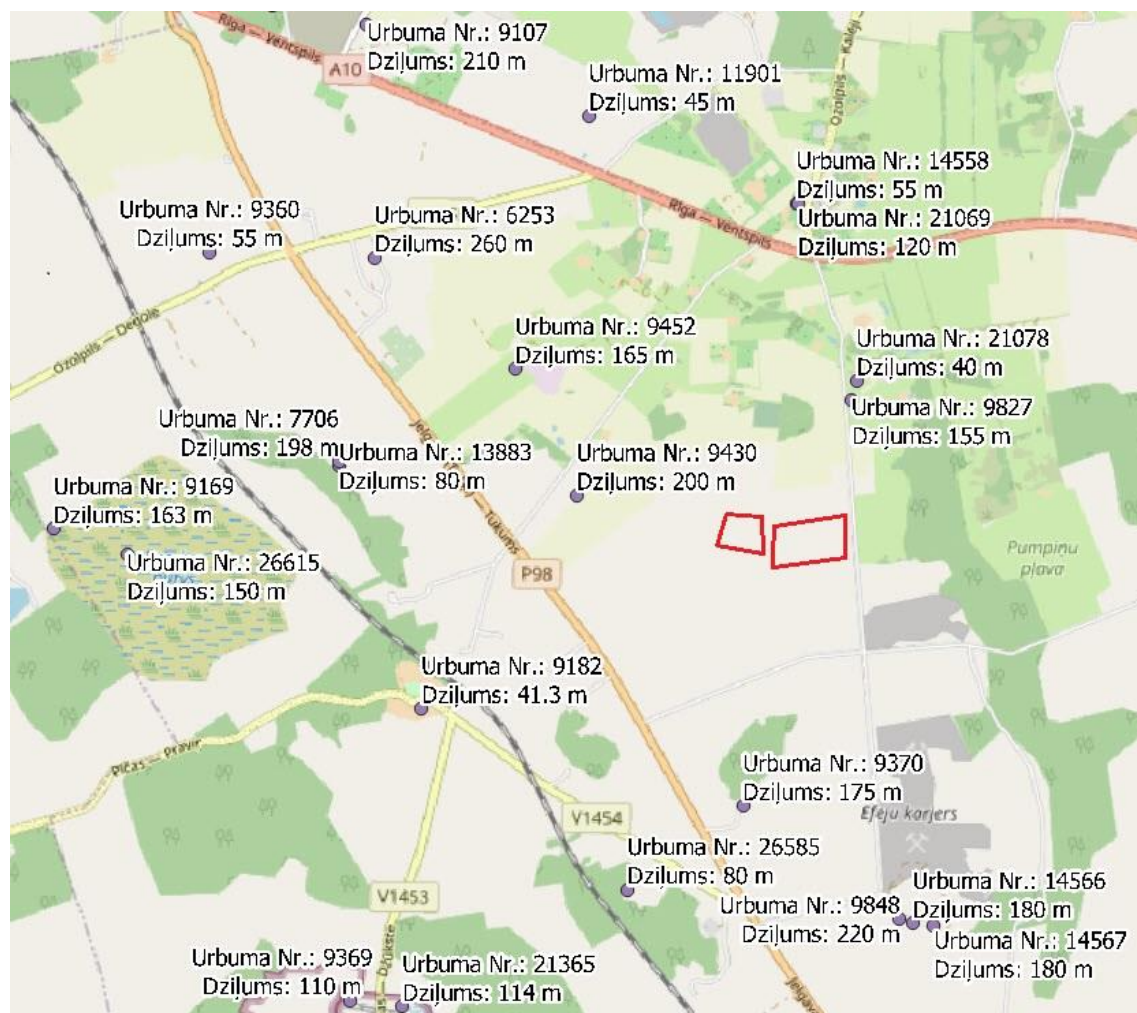 Urbuma Nr.: 9107
Dziļums: 210 m
Rīga — Ventspils
A10
Urbuma Nr.: 11901
Dziļums: 45 m
Ozolpils — Kalēji
Urbuma Nr.: 14558
Dziļums: 55 m
Urbuma Nr.: 21069
Dziļums: 120 m
Rīga — Ventspils
Urbuma Nr.: 9360
Dziļums: 55 m
Urbuma Nr.: 6253
Dziļums: 260 m
Ozolpils — Degole
Urbuma Nr.: 9452
Dziļums: 165 m
Urbuma Nr.: 21078
Dziļums: 40 m
Urbuma Nr.: 9827
Dziļums: 155 m
Urbuma Nr.: 7706
Dziļums: 198 m
Urbuma Nr.: 13883
Dziļums: 80 m
Tukums
Urbuma Nr.: 9430
Dziļums: 200 m
Urbuma Nr.: 9169
Dziļums: 163 m
Urbuma Nr.: 26615
Dziļums: 150 m
P98
Pumpiņu
pļava
Urbuma Nr.: 9182
Dziļums: 41.3 m
Urbuma Nr.: 9370
Dziļums: 175 m
Efeju karjers
V1454
Urbuma Nr.: 26585
Dziļums: 80 m
V1453
Urbuma Nr.: 9848
Dziļums: 220 m
Urbuma Nr.: 14566
Dziļums: 180 m
Urbuma Nr.: 14567
Dziļums: 180 m
Urbuma Nr.: 9369
Dziļums: 110 m
Džūkste
Urbuma Nr.: 21365
Dziļums: 114 m